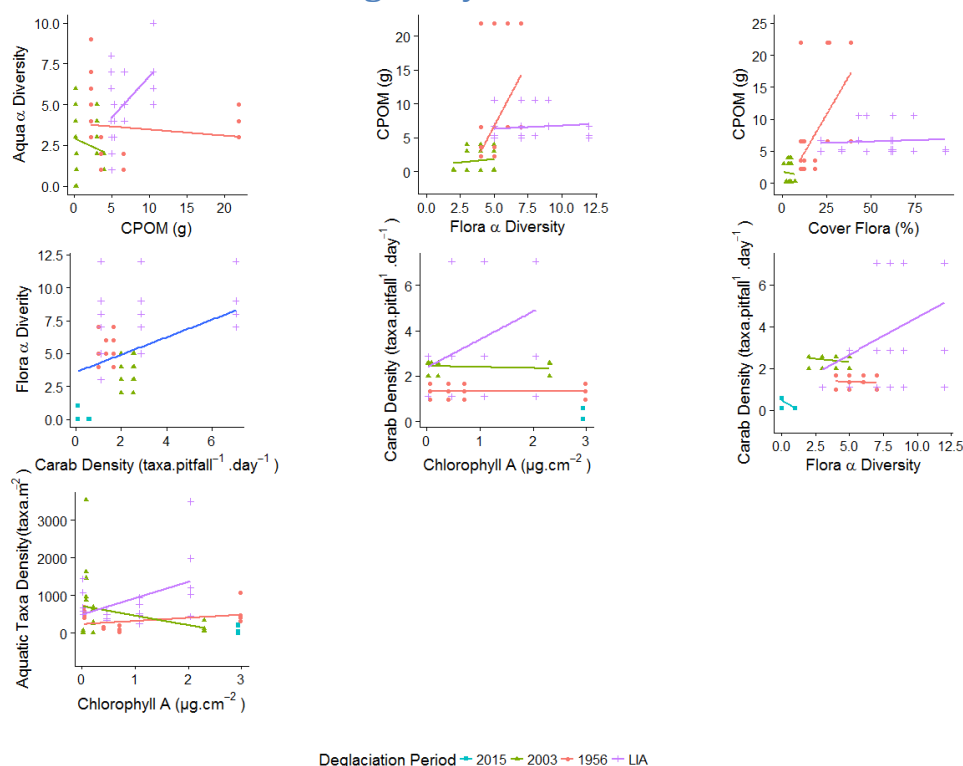 10.0
7.5
5.0
2.5
0.0
Aqua α Diversity
0 5 10 15 20
CPOM (g)
25
20
15
10
5
0
CPOM (g)
0.0 2.5 5.0 7.5 10.0 12.5
Flora α Diversity
25
20
15
10
5
0
CPOM (g)
0 25 50 75
Cover Flora (%)
12.5
10.0
7.5
5.0
2.5
0.0
Flora α Diverity
0 2 4 6
Carab Density (taxa.pitfall⁻¹ .day⁻¹ )
6
4
2
0
Carab Density (taxa.pitfall¹ .day⁻¹ )
0 1 2 3
Chlorophyll A (µg.cm⁻² )
6
4
2
0
Carab Density (taxa.pitfall¹ .day⁻¹ )
0.0 2.5 5.0 7.5 10.0 12.5
Flora α Diversity
3000
2000
1000
0
Aquatic Taxa Density(taxa.m⁻²)
0 1 2 3
Chlorophyll A (µg.cm⁻² )
Deglaciation Period 2015 2003 1956 LIA